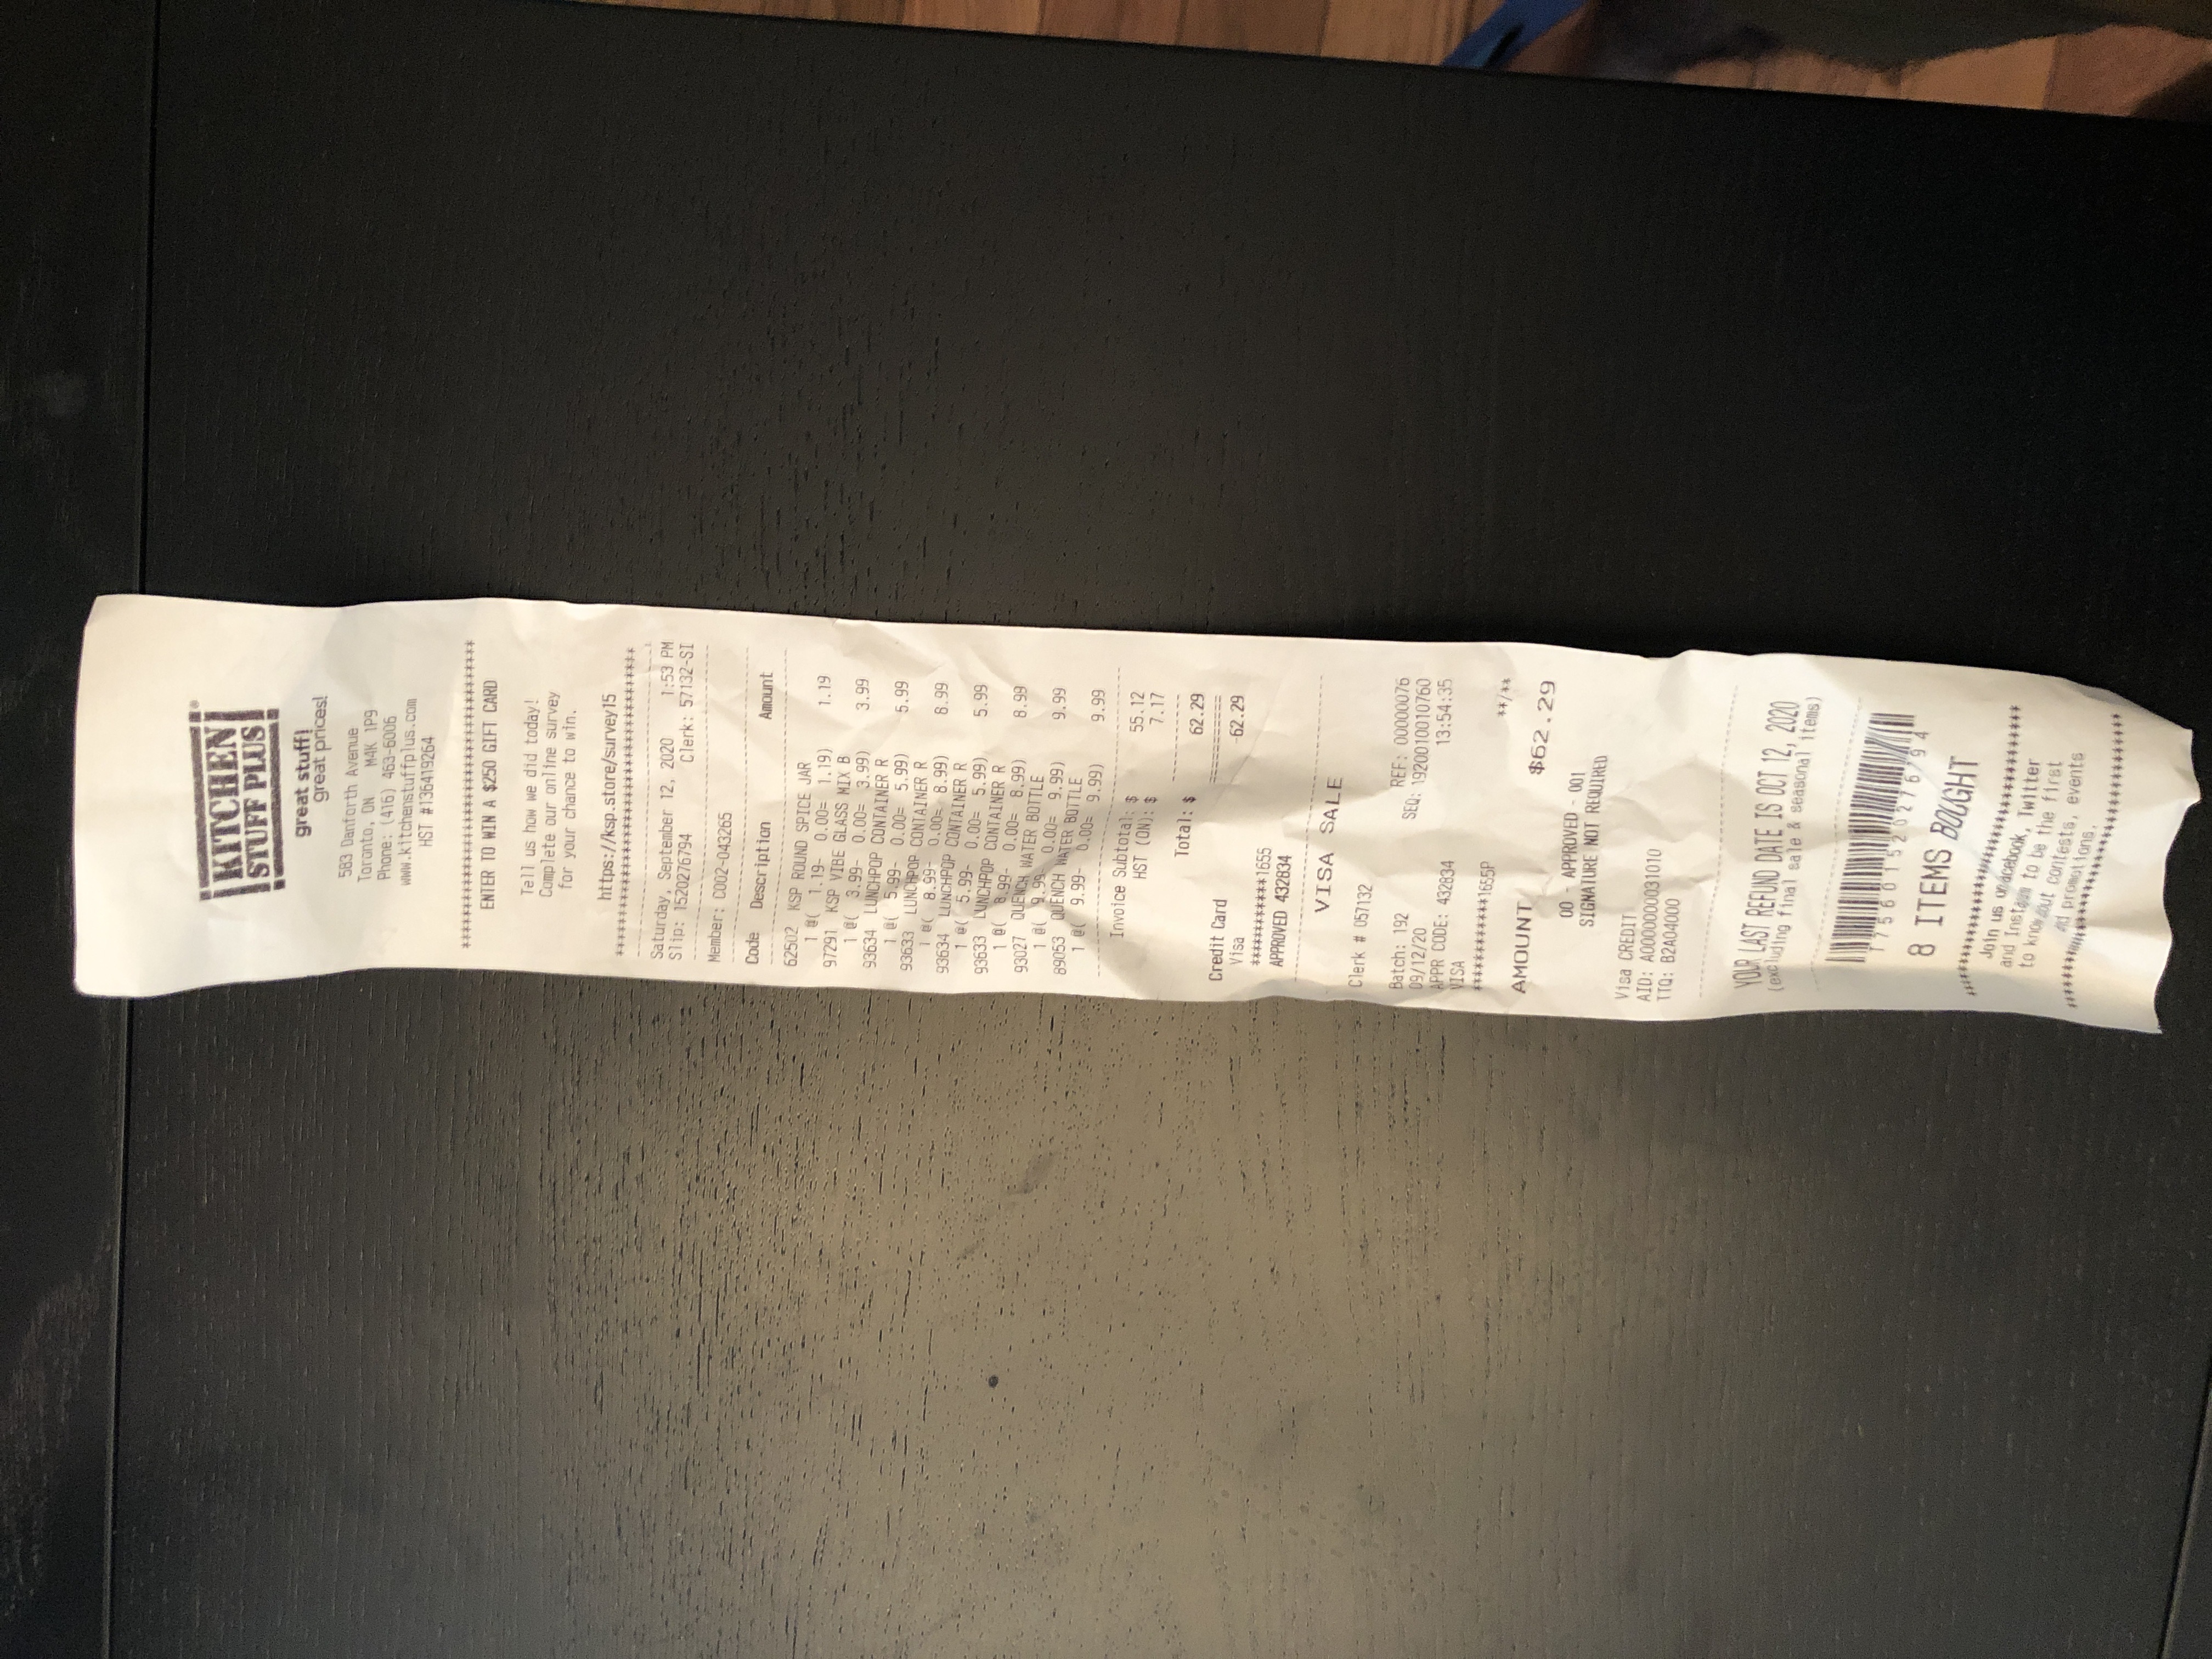 KITCHEN
STUFF PLUS
®
great stuff!
great prices!
583 Danforth Avenue
Toronto, ON M4K 1P9
Phone: (416) 463-6006
www.kitchenstuffplus.com
HST #136419264
***************************************
ENTER TO WIN A $250 GIFT CARD
Tell us how we did today!
Complete our online survey
for your chance to win.
https://ksp.store/survey15
***************************************
Saturday, September 12, 2020 1:53 PM
Slip: 1520276794 Clerk: 57132-SI
Member: C002-043265
Code Description Amount
62502 KSP ROUND SPICE JAR
1 @( 1.19- 0.00= 1.19) 1.19
97291 KSP VIBE GLASS MIX B
1 @( 3.99- 0.00= 3.99) 3.99
93634 LUNCHPOP CONTAINER R
1 @( 5.99- 0.00= 5.99) 5.99
93633 LUNCHPOP CONTAINER R
1 @( 8.99- 0.00= 8.99) 8.99
93634 LUNCHPOP CONTAINER R
1 @( 5.99- 0.00= 5.99) 5.99
93633 LUNCHPOP CONTAINER R
1 @( 8.99- 0.00= 8.99) 8.99
93027 QUENCH WATER BOTTLE
1 @( 9.99 0.00= 9.99) 9.99
89053 QUENCH WATER BOTTLE
1 @( 9.99- 0.00= 9.99) 9.99
Invoice Subtotal: $ 55.12
HST (ON): $ 7.17
Total: $ 62.29
==========
Credit Card -62.29
Visa
************1655
APPROVED 432834
VISA SALE
Clerk # 057132
Batch: 192 REF: 00000076
09/12/20 SEQ: 1920010010760
APPR CODE: 432834 13:54:35
VISA
************1655P **/**
AMOUNT $62.29
00 - APPROVED - 001
SIGNATURE NOT REQUIRED
Visa CREDIT
AID: A0000000031010
TTQ: B2A04000
YOUR LAST REFUND DATE IS OCT 12, 2020
(excluding final sale & seasonal items)
175601520276794
8 ITEMS BOUGHT
***************************************
Join us on acebook, Twitter
and Insta to be the first
to know out contests, events
promotions.
***************************************